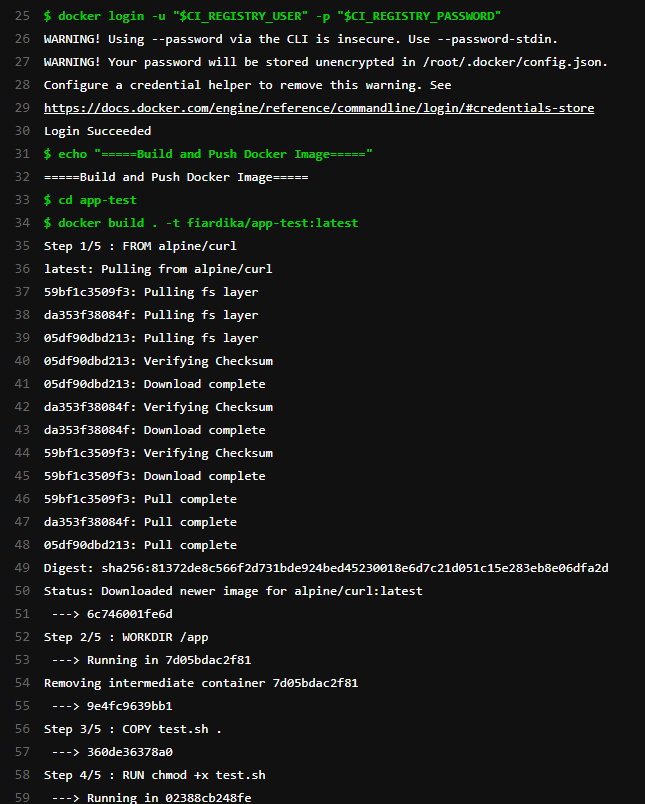 25 $ docker login -u "$CI_REGISTRY_USER" -p "$CI_REGISTRY_PASSWORD"
26 WARNING! Using --password via the CLI is insecure. Use --password-stdin.
27 WARNING! Your password will be stored unencrypted in /root/.docker/config.json.
28 Configure a credential helper to remove this warning. See
29 https://docs.docker.com/engine/reference/commandline/login/#credentials-store
30 Login Succeeded
31 $ echo "=====Build and Push Docker Image====="
32 =====Build and Push Docker Image=====
33 $ cd app-test
34 $ docker build . -t fiardika/app-test:latest
35 Step 1/5 : FROM alpine/curl
36 latest: Pulling from alpine/curl
37 59bf1c3509f3: Pulling fs layer
38 da353f38084f: Pulling fs layer
39 05df90dbd213: Pulling fs layer
40 05df90dbd213: Verifying Checksum
41 05df90dbd213: Download complete
42 da353f38084f: Verifying Checksum
43 da353f38084f: Download complete
44 59bf1c3509f3: Verifying Checksum
45 59bf1c3509f3: Download complete
46 59bf1c3509f3: Pull complete
47 da353f38084f: Pull complete
48 05df90dbd213: Pull complete
49 Digest: sha256:81372de8c566f2d731bde924bed45230018e6d7c21d051c15e283eb8e06dfa2d
50 Status: Downloaded newer image for alpine/curl:latest
51 ---> 6c746001fe6d
52 Step 2/5 : WORKDIR /app
53 ---> Running in 7d05bdac2f81
54 Removing intermediate container 7d05bdac2f81
55 ---> 9e4fc9639bb1
56 Step 3/5 : COPY test.sh .
57 ---> 360de36378a0
58 Step 4/5 : RUN chmod +x test.sh
59 ---> Running in 02388cb248fe